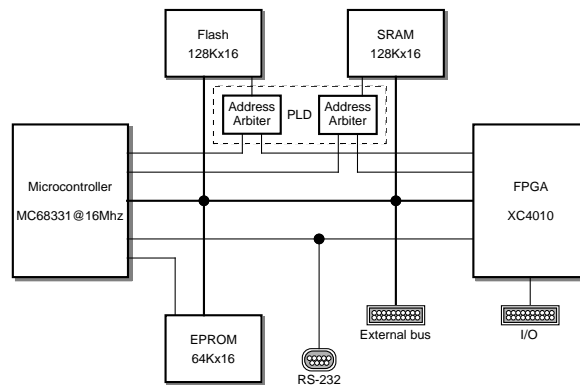 Flash
128Kx16
SRAM
128Kx16
Address
Arbiter
PLD
Address
Arbiter
Microcontroller
MC68331@16Mhz
FPGA
XC4010
EPROM
64Kx16
RS-232
External bus
I/O